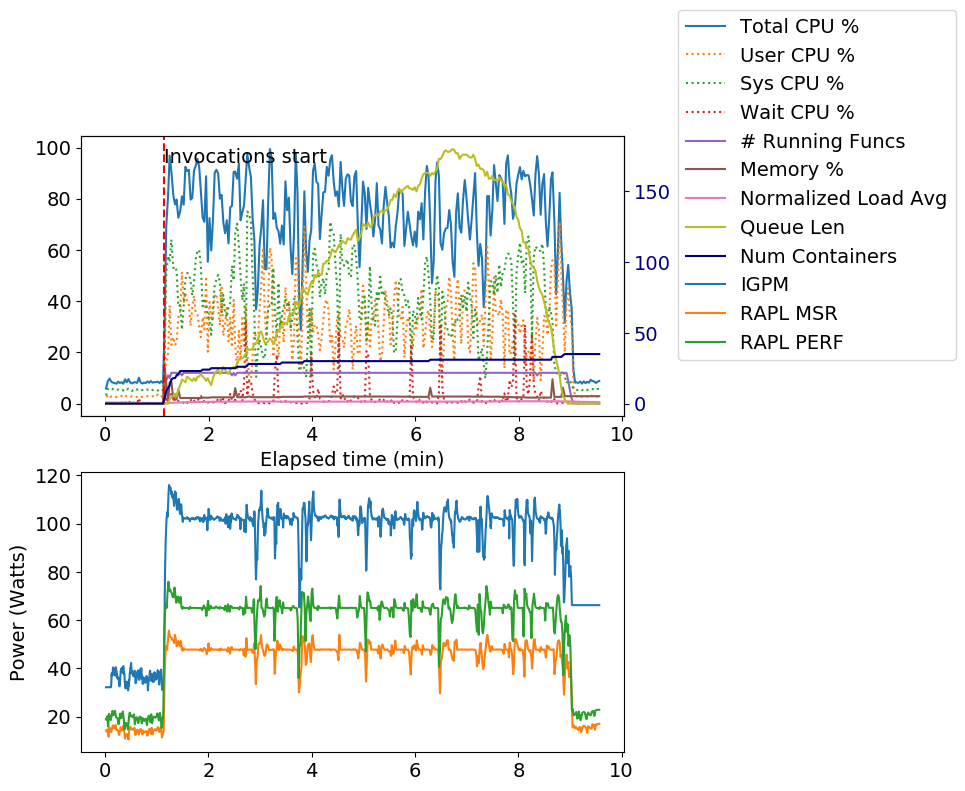 Total CPU %
User CPU %
Sys CPU %
Wait CPU %
# Running Funcs
Memory %
Normalized Load Avg
Queue Len
Num Containers
IGPM
RAPL MSR
RAPL PERF
Invocations start
100
80
60
40
20
0
150
100
50
0
0 2 4 6 8 10
Elapsed time (min)
120
100
80
60
40
20
Power (Watts)
0 2 4 6 8 10